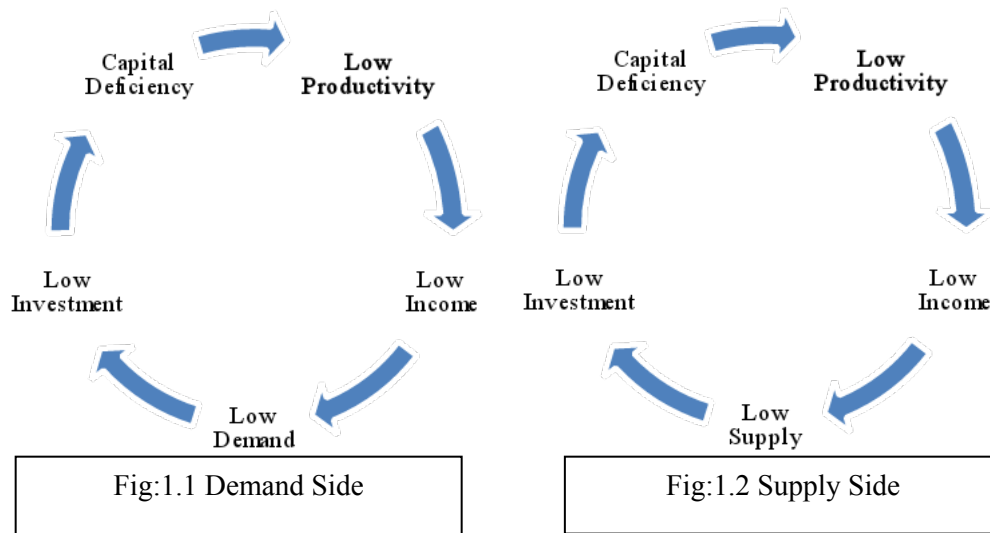 Capital
Deficiency
Low
Productivity
Low
Income
Low
Demand
Low
Investment
Fig:1.1 Demand Side
Capital
Deficiency
Low
Productivity
Low
Income
Low
Supply
Low
Investment
Fig:1.2 Supply Side